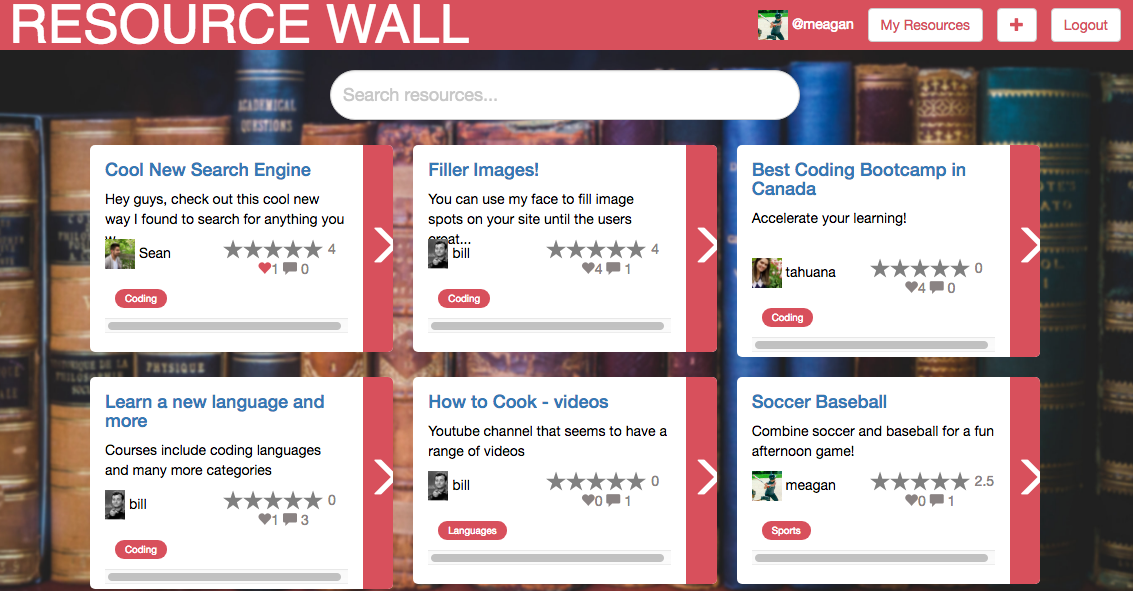 RESOURCE WALL
@meagan
My Resources
+
Logout
Search resources...
ACADEMICAL
QUESTIONS
Cool New Search Engine
Hey guys, check out this cool new
way I found to search for anything you
Sean
4
1 0
Coding
Filler Images!
You can use my face to fill image
spots on your site until the users
creat...
bill
4
4 1
Coding
Best Coding Bootcamp in
Canada
Accelerate your learning!
tahuana
0
4 0
Coding
PHYSIQUE
Learn a new language and
more
Courses include coding languages
and many more categories
bill
0
1 3
Coding
How to Cook - videos
Youtube channel that seems to have a
range of videos
bill
0
0 1
Languages
Soccer Baseball
Combine soccer and baseball for a fun
afternoon game!
meagan
2.5
0 1
Sports